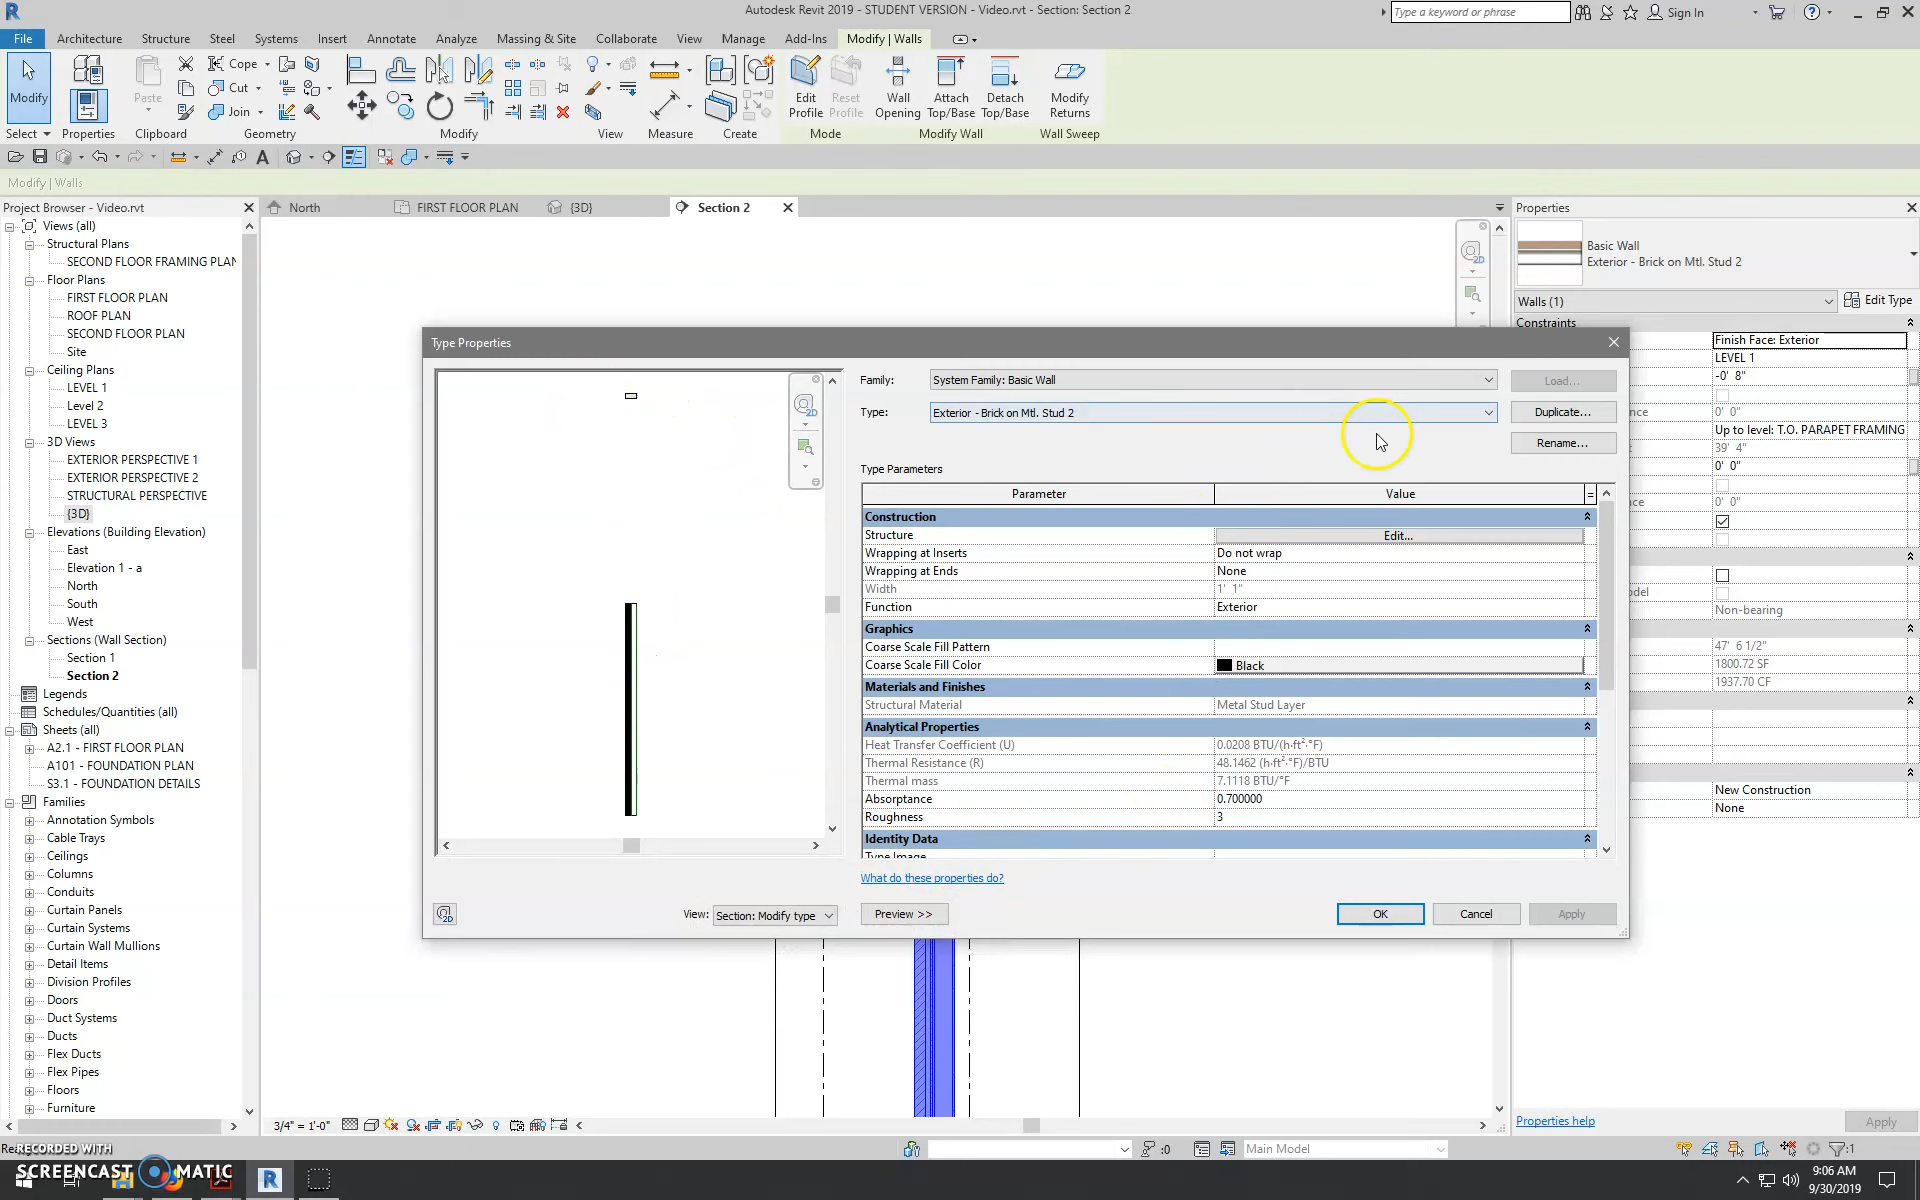 Autodesk Revit 2019 - STUDENT VERSION - Video.rvt - Section: Section 2
Type a keyword or phrase
Sign In
File Architecture Structure Steel Systems Insert Annotate Analyze Massing & Site Collaborate View Manage Add-Ins Modify | Walls
Modify
Select
Properties
Paste
Clipboard
Cope
Cut
Join
Geometry
Modify
View
Measure
Create
Edit Profile
Reset Profile
Mode
Wall Opening
Attach Top/Base
Detach Top/Base
Modify Wall
Modify Returns
Wall Sweep
Modify | Walls
Project Browser - Video.rvt
Views (all)
Structural Plans
SECOND FLOOR FRAMING PLAN
Floor Plans
FIRST FLOOR PLAN
ROOF PLAN
SECOND FLOOR PLAN
Site
Ceiling Plans
LEVEL 1
Level 2
LEVEL 3
3D Views
EXTERIOR PERSPECTIVE 1
EXTERIOR PERSPECTIVE 2
STRUCTURAL PERSPECTIVE
{3D}
Elevations (Building Elevation)
East
Elevation 1 - a
North
South
West
Sections (Wall Section)
Section 1
Section 2
Legends
Schedules/Quantities (all)
Sheets (all)
A2.1 - FIRST FLOOR PLAN
A101 - FOUNDATION PLAN
S3.1 - FOUNDATION DETAILS
Families
Annotation Symbols
Cable Trays
Ceilings
Columns
Conduits
Curtain Panels
Curtain Systems
Curtain Wall Mullions
Detail Items
Division Profiles
Doors
Duct Systems
Ducts
Flex Ducts
Flex Pipes
Floors
Furniture
North
FIRST FLOOR PLAN
{3D}
Section 2
2D
Type Properties
2D
Family: System Family: Basic Wall Load...
Type: Exterior - Brick on Mtl. Stud 2 Duplicate...
Rename...
Type Parameters
Parameter Value =
Construction
Structure Edit...
Wrapping at Inserts Do not wrap
Wrapping at Ends None
Width 1' 1"
Function Exterior
Graphics
Coarse Scale Fill Pattern
Coarse Scale Fill Color Black
Materials and Finishes
Structural Material Metal Stud Layer
Analytical Properties
Heat Transfer Coefficient (U) 0.0208 BTU/(h·ft²·°F)
Thermal Resistance (R) 48.1462 (h·ft²·°F)/BTU
Thermal mass 7.1118 BTU/°F
Absorptance 0.700000
Roughness 3
Identity Data
Type Image
What do these properties do?
2D
View: Section: Modify type
Preview >>
OK
Cancel
Apply
Properties
Basic Wall
Exterior - Brick on Mtl. Stud 2
Walls (1)
Edit Type
Constraints
Finish Face: Exterior
LEVEL 1
-0' 8"
nce 0' 0"
Up to level: T.O. PARAPET FRAMING
39' 4"
0' 0"
ce 0' 0"
del
Non-bearing
47' 6 1/2"
1800.72 SF
1937.70 CF
New Construction
None
Properties help
Apply
3/4" = 1'-0"
:0
Main Model
:1
RECORDED WITH
SCREENCAST MATIC
9:06 AM
9/30/2019